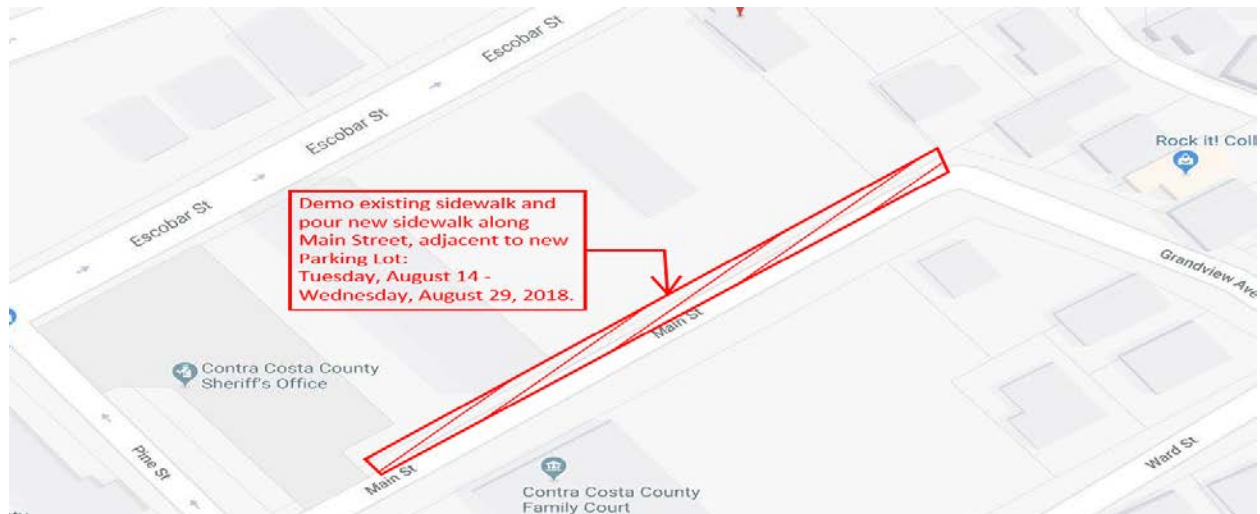 Escobar St
Escobar St
Escobar St
Rock it! Coll
Demo existing sidewalk and
pour new sidewalk along
Main Street, adjacent to new
Parking Lot:
Tuesday, August 14 -
Wednesday, August 29, 2018.
Grandview Ave
Main St
Contra Costa County
Sheriff's Office
Pine St
Main St
Ward St
Contra Costa County
Family Court